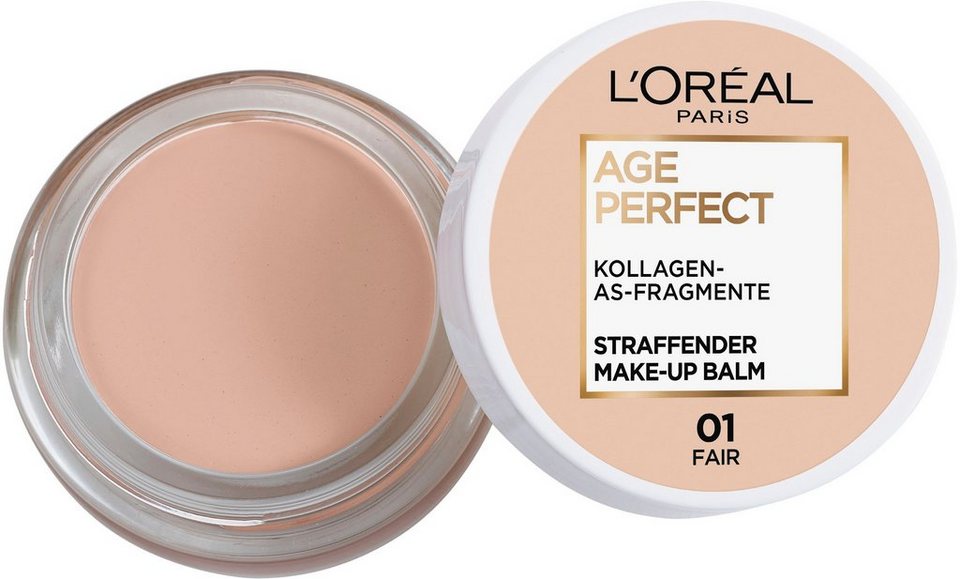 L'ORÉAL
PARiS
AGE
PERFECT
KOLLAGEN-
AS-FRAGMENTE
STRAFFENDER
MAKE-UP BALM
01
FAIR